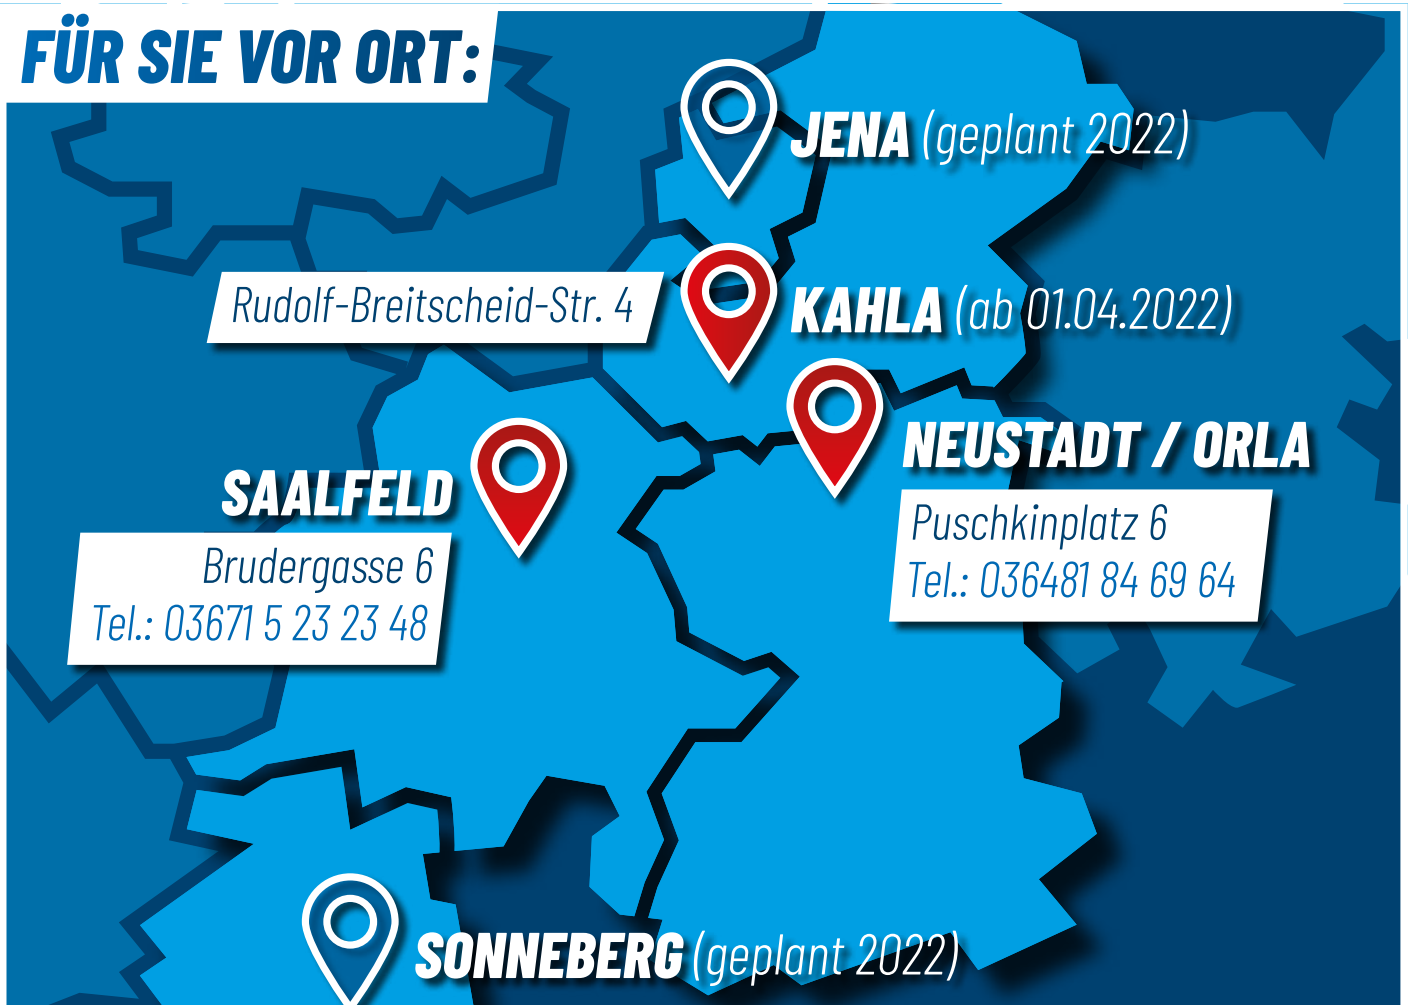 FÜR SIE VOR ORT:
JENA (geplant 2022)
Rudolf-Breitscheid-Str. 4
KAHLA (ab 01.04.2022)
NEUSTADT / ORLA
Puschkinplatz 6
Tel.: 036481 84 69 64
SAALFELD
Brudergasse 6
Tel.: 03671 5 23 23 48
SONNEBERG (geplant 2022)